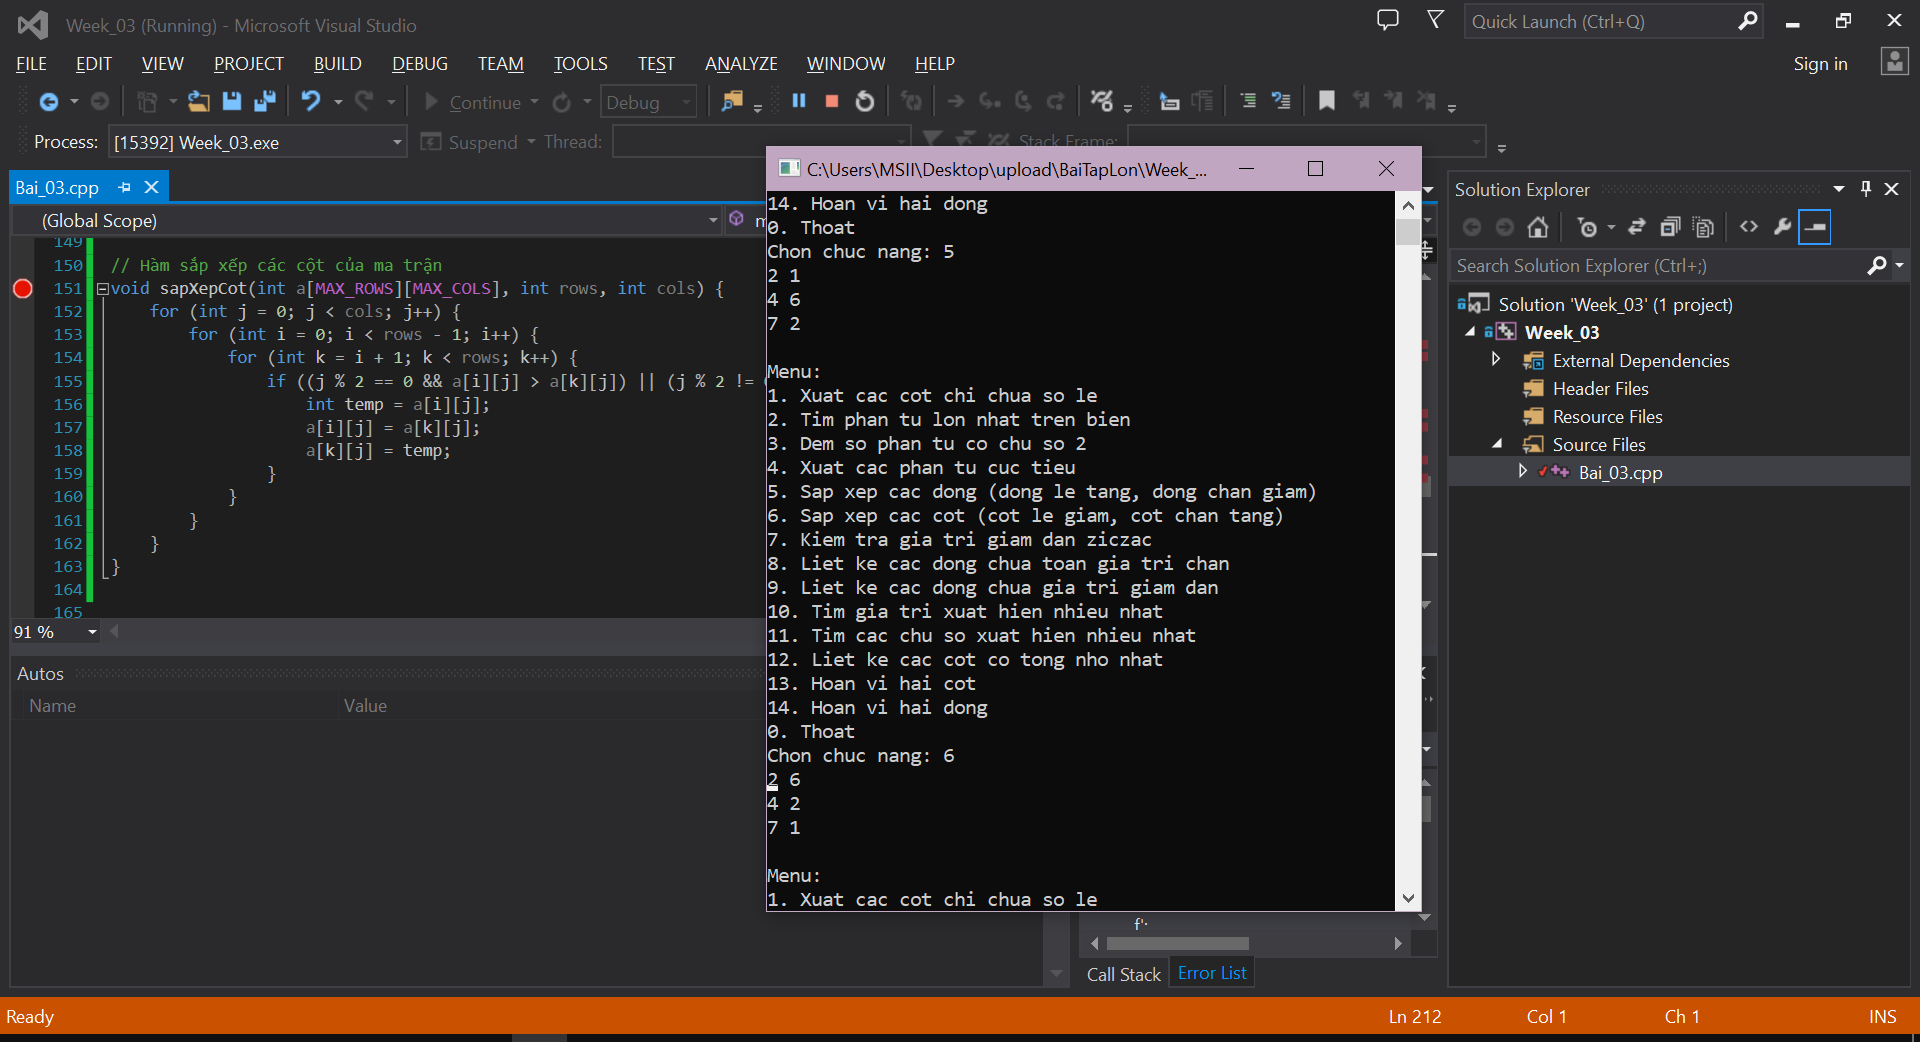 Week_03 (Running) - Microsoft Visual Studio
Quick Launch (Ctrl+Q)
FILE EDIT VIEW PROJECT BUILD DEBUG TEAM TOOLS TEST ANALYZE WINDOW HELP
Sign in
Continue
Debug
Process: [15392] Week_03.exe
Suspend
Thread:
Stack Frame:
Bai_03.cpp
(Global Scope)
149
150 // Hàm sắp xếp các cột của ma trận
151 void sapXepCot(int a[MAX_ROWS][MAX_COLS], int rows, int cols) {
152 for (int j = 0; j < cols; j++) {
153 for (int i = 0; i < rows - 1; i++) {
154 for (int k = i + 1; k < rows; k++) {
155 if ((j % 2 == 0 && a[i][j] > a[k][j]) || (j % 2 !=
156 int temp = a[i][j];
157 a[i][j] = a[k][j];
158 a[k][j] = temp;
159 }
160 }
161 }
162 }
163 }
164
165
91 %
Autos
Name Value
C:\Users\MSII\Desktop\upload\BaiTapLon\Week_...
14. Hoan vi hai dong
0. Thoat
Chon chuc nang: 5
2 1
4 6
7 2
Menu:
1. Xuat cac cot chi chua so le
2. Tim phan tu lon nhat tren bien
3. Dem so phan tu co chu so 2
4. Xuat cac phan tu cuc tieu
5. Sap xep cac dong (dong le tang, dong chan giam)
6. Sap xep cac cot (cot le giam, cot chan tang)
7. Kiem tra gia tri giam dan ziczac
8. Liet ke cac dong chua toan gia tri chan
9. Liet ke cac dong chua gia tri giam dan
10. Tim gia tri xuat hien nhieu nhat
11. Tim cac chu so xuat hien nhieu nhat
12. Liet ke cac cot co tong nho nhat
13. Hoan vi hai cot
14. Hoan vi hai dong
0. Thoat
Chon chuc nang: 6
2 6
4 2
7 1
Menu:
1. Xuat cac cot chi chua so le
Call Stack
Error List
Solution Explorer
Search Solution Explorer (Ctrl+;)
Solution 'Week_03' (1 project)
Week_03
External Dependencies
Header Files
Resource Files
Source Files
Bai_03.cpp
Ready
Ln 212
Col 1
Ch 1
INS